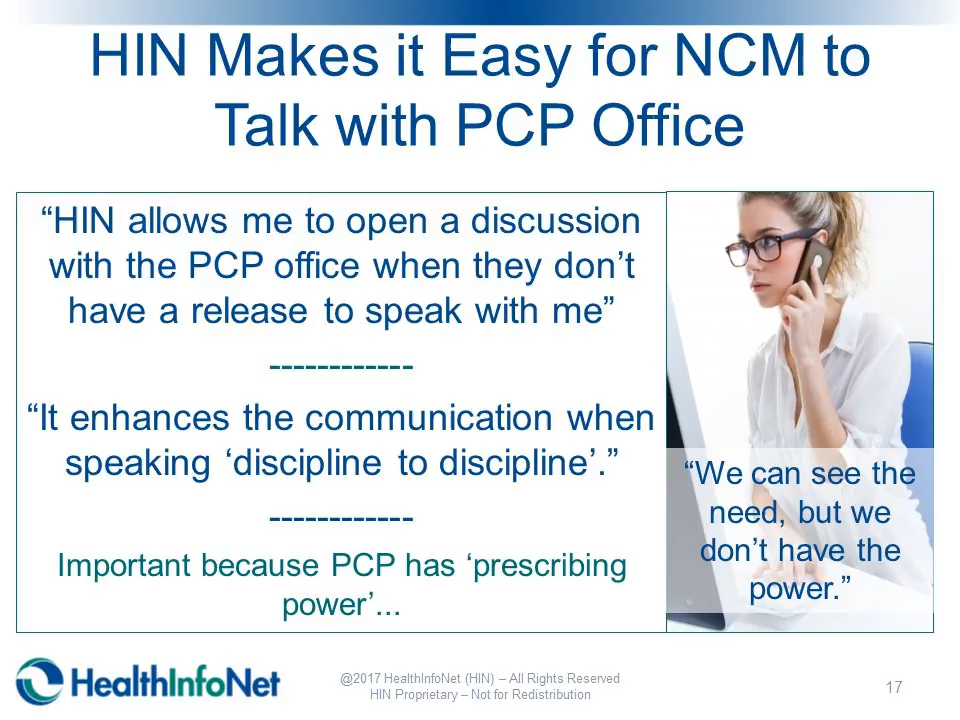 HIN Makes it Easy for NCM to
Talk with PCP Office
“HIN allows me to open a discussion
with the PCP office when they don’t
have a release to speak with me”
------------
“It enhances the communication when
speaking ‘discipline to discipline’.”
------------
Important because PCP has ‘prescribing
power’...
“We can see the
need, but we
don’t have the
power.”
HealthInfoNet
@2017 HealthInfoNet (HIN) – All Rights Reserved
HIN Proprietary – Not for Redistribution
17